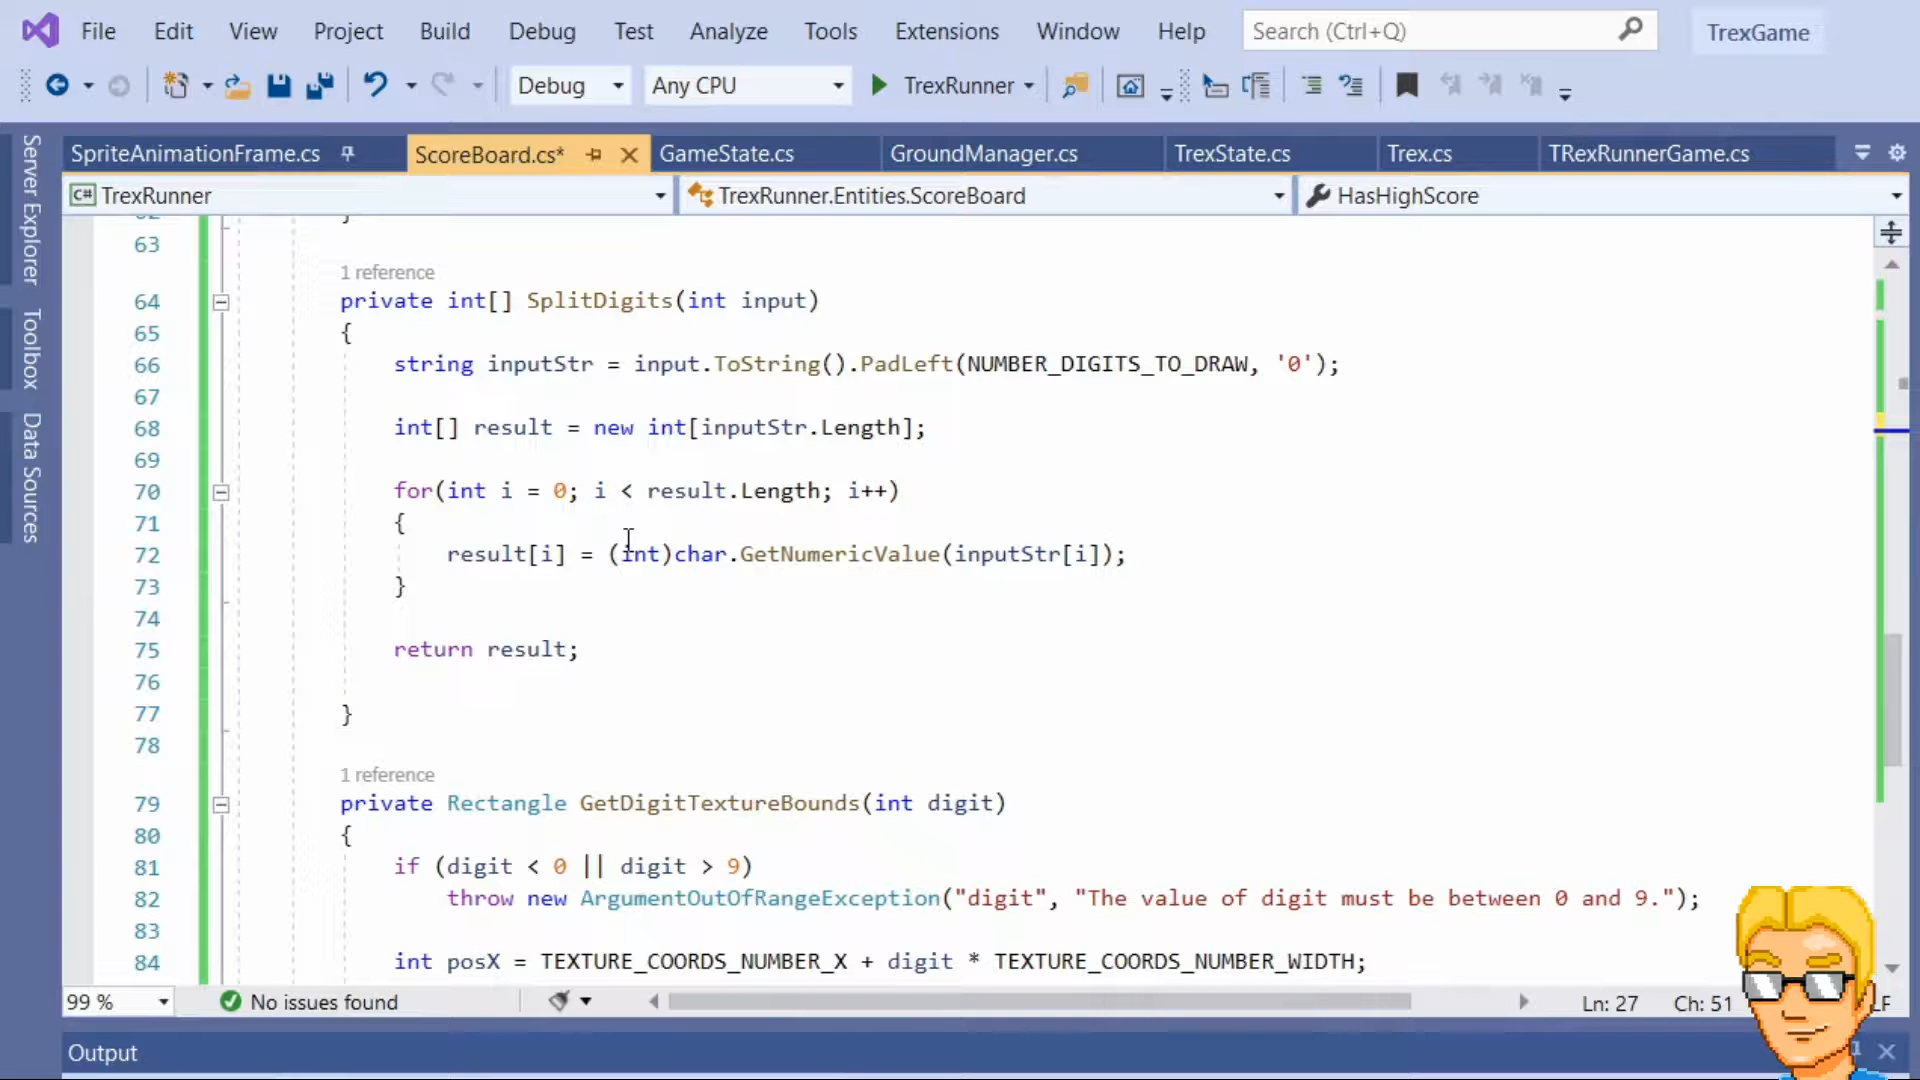 File Edit View Project Build Debug Test Analyze Tools Extensions Window Help Search (Ctrl+Q) TrexGame
Debug Any CPU TrexRunner
SpriteAnimationFrame.cs ScoreBoard.cs* GameState.cs GroundManager.cs TrexState.cs Trex.cs TRexRunnerGame.cs
C# TrexRunner TrexRunner.Entities.ScoreBoard HasHighScore
Server Explorer
Toolbox
Data Sources
62 }
63
1 reference
64 private int[] SplitDigits(int input)
65 {
66 string inputStr = input.ToString().PadLeft(NUMBER_DIGITS_TO_DRAW, '0');
67
68 int[] result = new int[inputStr.Length];
69
70 for(int i = 0; i < result.Length; i++)
71 {
72 result[i] = (int)char.GetNumericValue(inputStr[i]);
73 }
74
75 return result;
76
77 }
78
1 reference
79 private Rectangle GetDigitTextureBounds(int digit)
80 {
81 if (digit < 0 || digit > 9)
82 throw new ArgumentOutOfRangeException("digit", "The value of digit must be between 0 and 9.");
83
84 int posX = TEXTURE_COORDS_NUMBER_X + digit * TEXTURE_COORDS_NUMBER_WIDTH;
99 % No issues found Ln: 27 Ch: 51 LF
Output